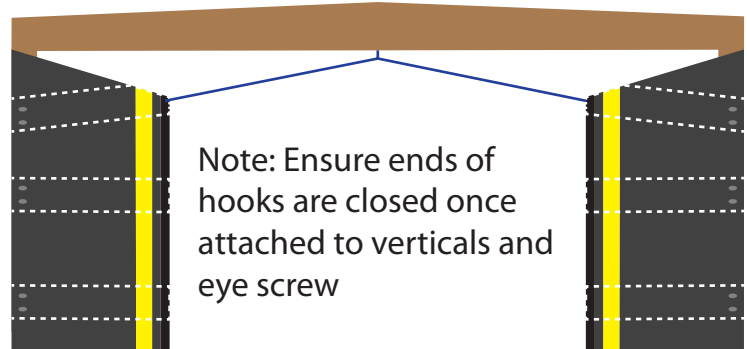 Note: Ensure ends of
hooks are closed once
attached to verticals and
eye screw